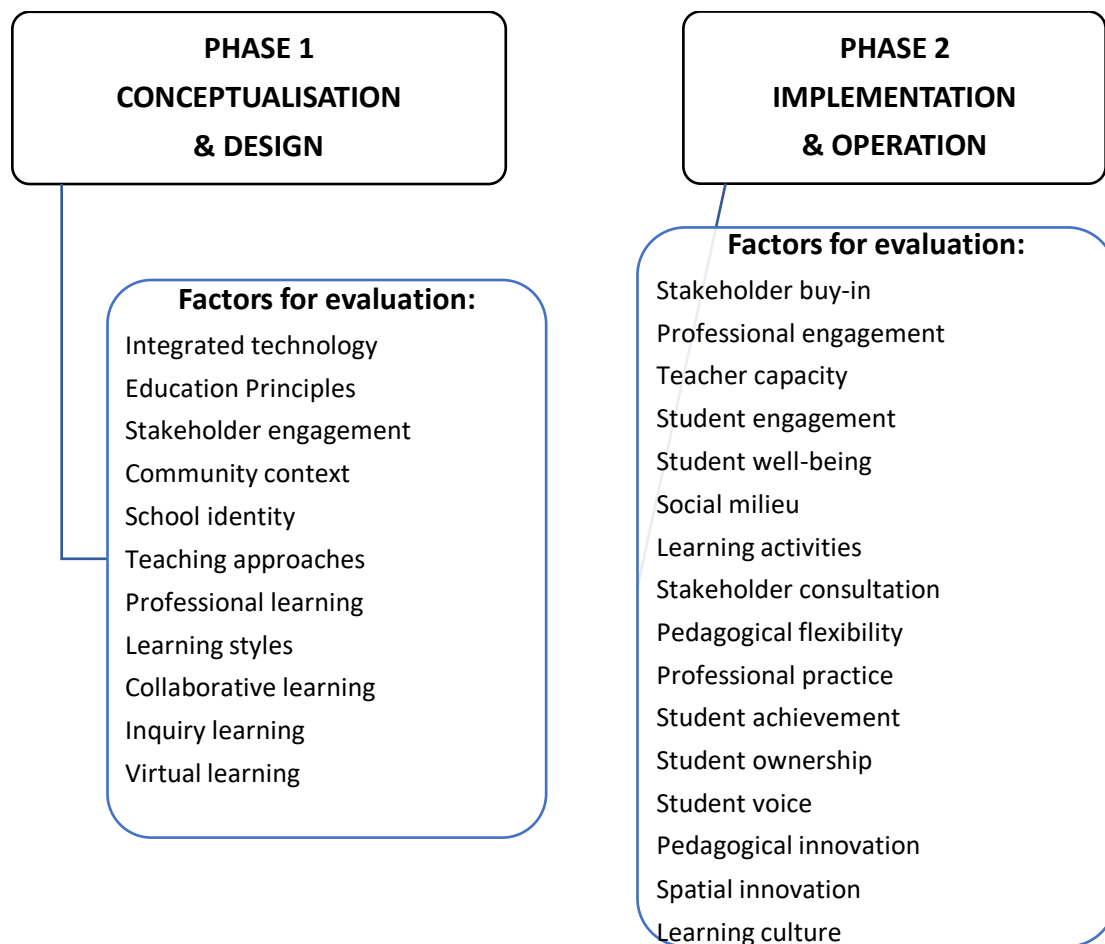 PHASE 1
CONCEPTUALISATION
& DESIGN
Factors for evaluation:
Integrated technology
Education Principles
Stakeholder engagement
Community context
School identity
Teaching approaches
Professional learning
Learning styles
Collaborative learning
Inquiry learning
Virtual learning
PHASE 2
IMPLEMENTATION
& OPERATION
Factors for evaluation:
Stakeholder buy-in
Professional engagement
Teacher capacity
Student engagement
Student well-being
Social milieu
Learning activities
Stakeholder consultation
Pedagogical flexibility
Professional practice
Student achievement
Student ownership
Student voice
Pedagogical innovation
Spatial innovation
Learning culture